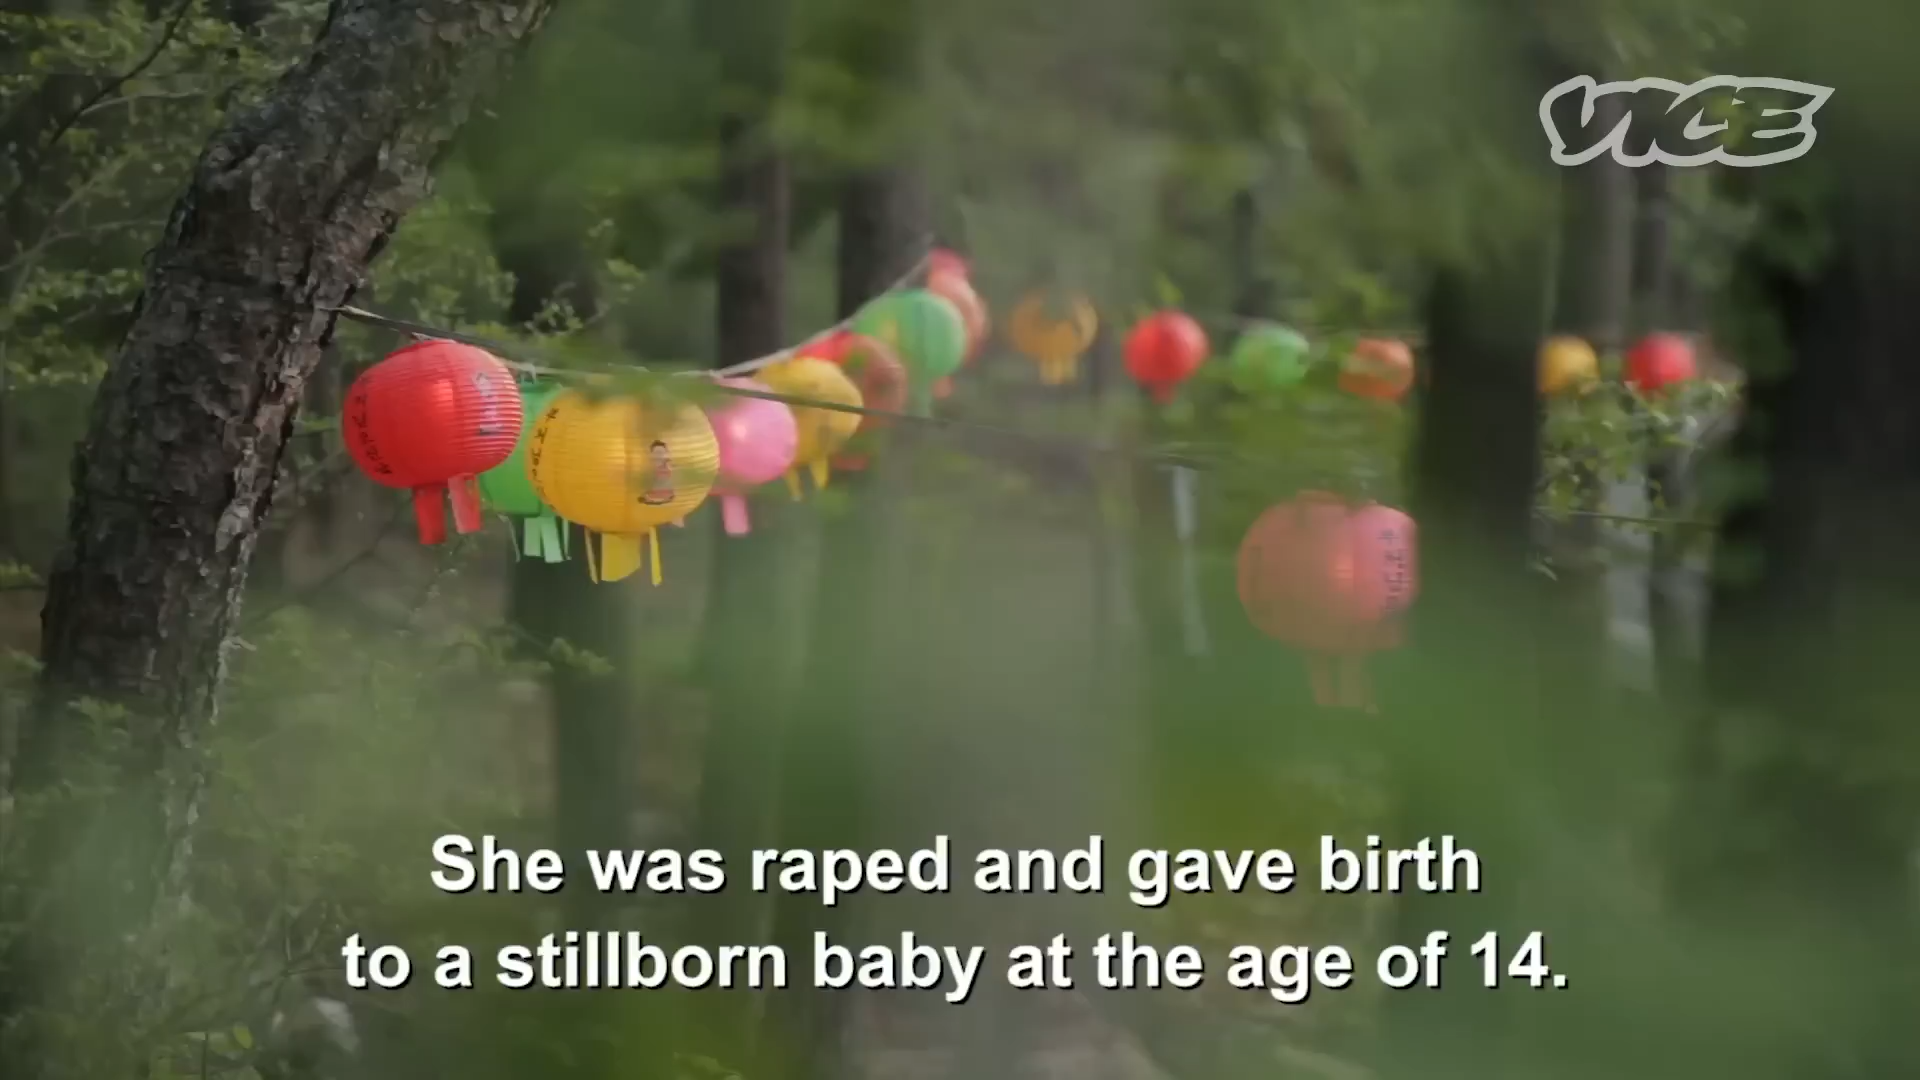 VICE
She was raped and gave birth
to a stillborn baby at the age of 14.